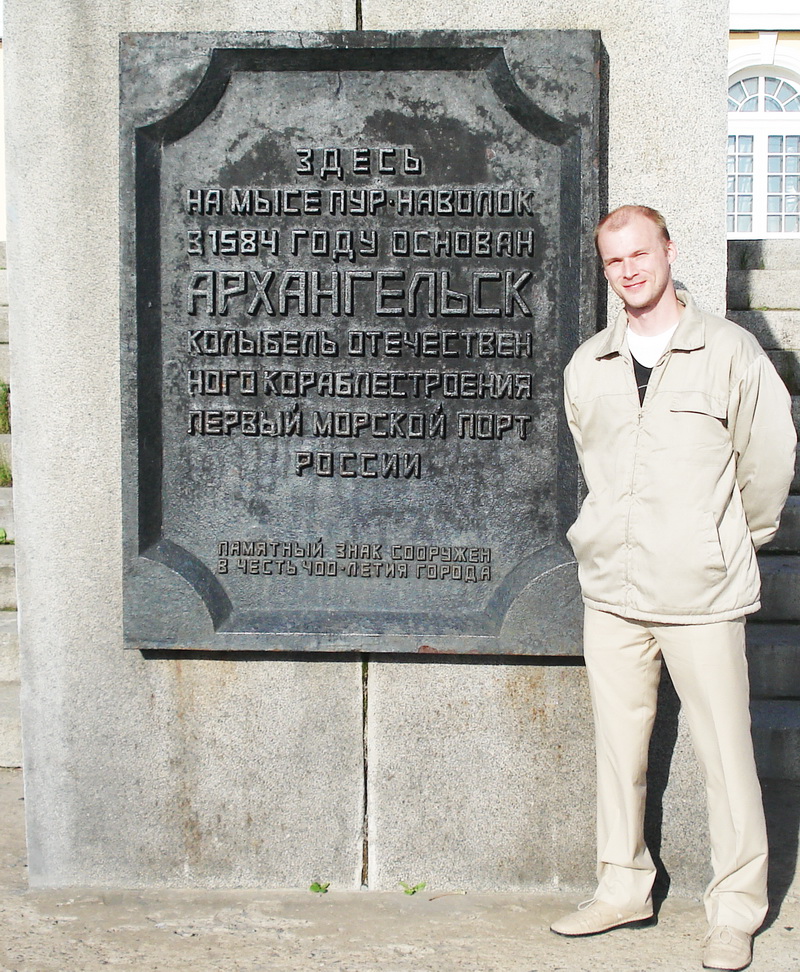 ЗДЕСЬ
НА МЫСЕ ПУР-НАВОЛОК
В 1584 ГОДУ ОСНОВАН
АРХАНГЕЛЬСК
КОЛЫБЕЛЬ ОТЕЧЕСТВЕН
НОГО КОРАБЛЕСТРОЕНИЯ
ПЕРВЫЙ МОРСКОЙ ПОРТ
РОССИИ
ПАМЯТНЫЙ ЗНАК СООРУЖЕН
В ЧЕСТЬ 400-ЛЕТИЯ ГОРОДА